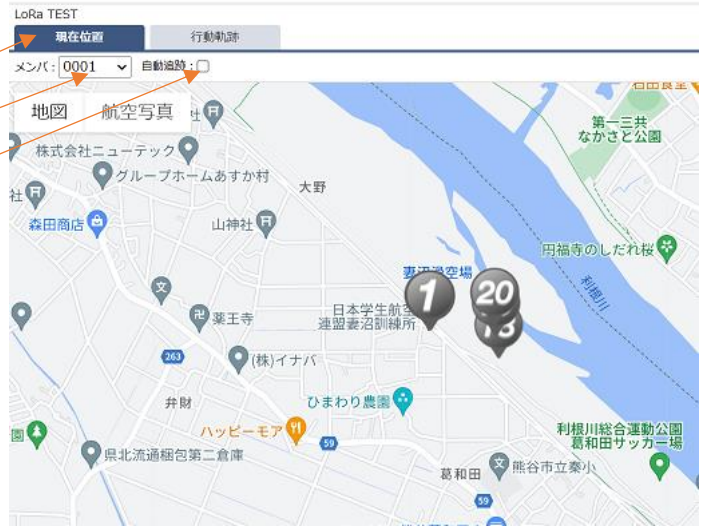 LoRa TEST
現在位置 行動軌跡
メンバ: 0001 自動追跡:
地図 航空写真
社
第一三共
なかさと公園
株式会社ニューテック
グループホームあすか村
大野
社
森田商店
山神社
円福寺のしだれ桜
妻沼滑空場
利根川
1 20
13
薬王寺
日本学生航空
連盟妻沼訓練所
263
(株)イナバ
弁財
ひまわり農園
ハッピーモア
59
利根川総合運動公園
葛和田サッカー場
園
県北流通梱包第二倉庫
葛和田
熊谷市立秦小
59